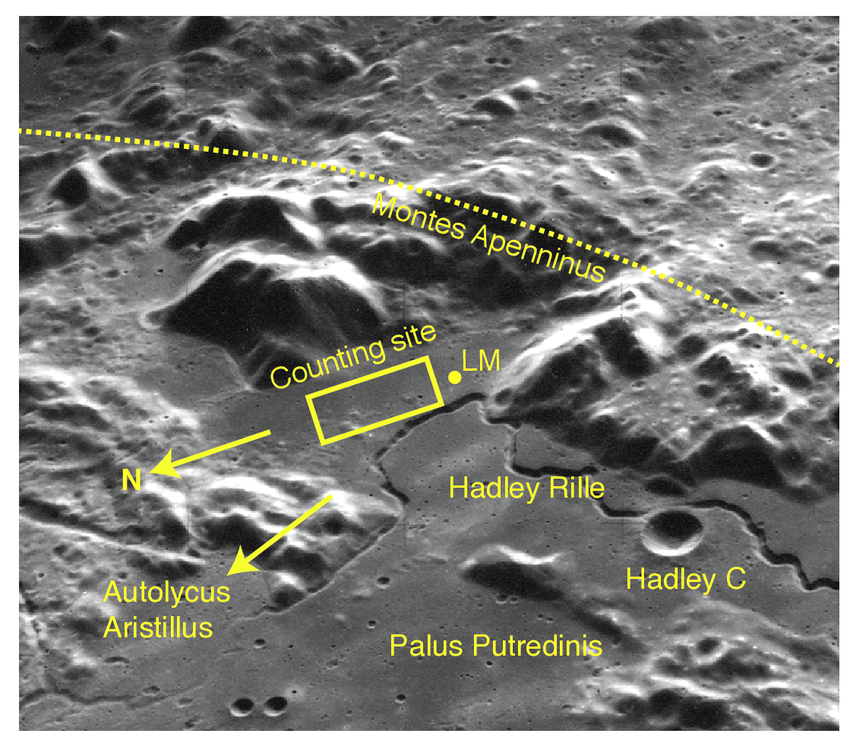 Montes Apenninus
Counting site
LM
N
Hadley Rille
Hadley C
Autolycus
Aristillus
Palus Putredinis